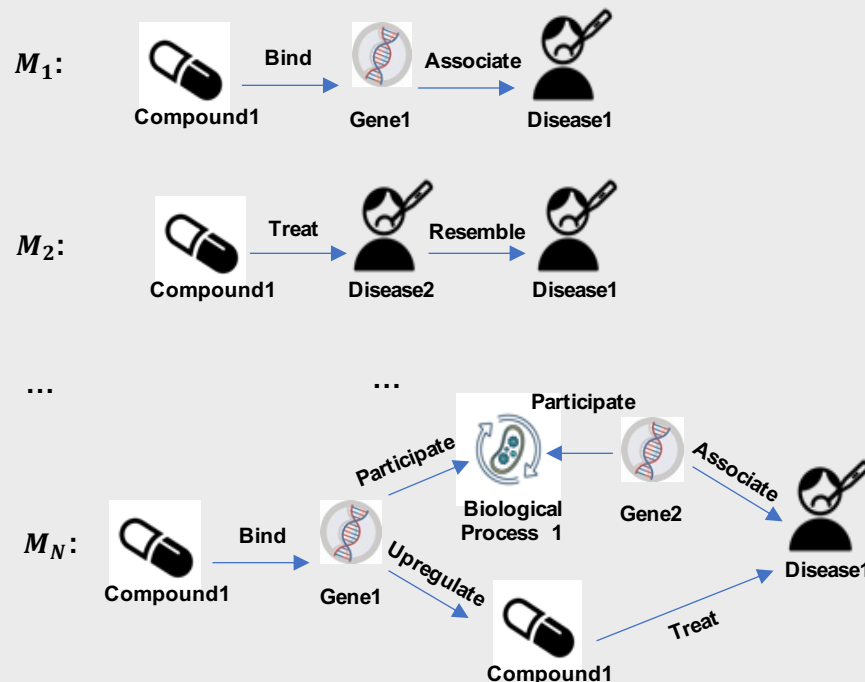 M₁:
Bind
Associate
Compound1
Gene1
Disease1
M₂:
Treat
Resemble
Compound1
Disease2
Disease1
...
...
Participate
Participate
Associate
Biological
Process 1
Gene2
M_N:
Bind
Disease1
Compound1
Gene1
Upregulate
Treat
Compound1